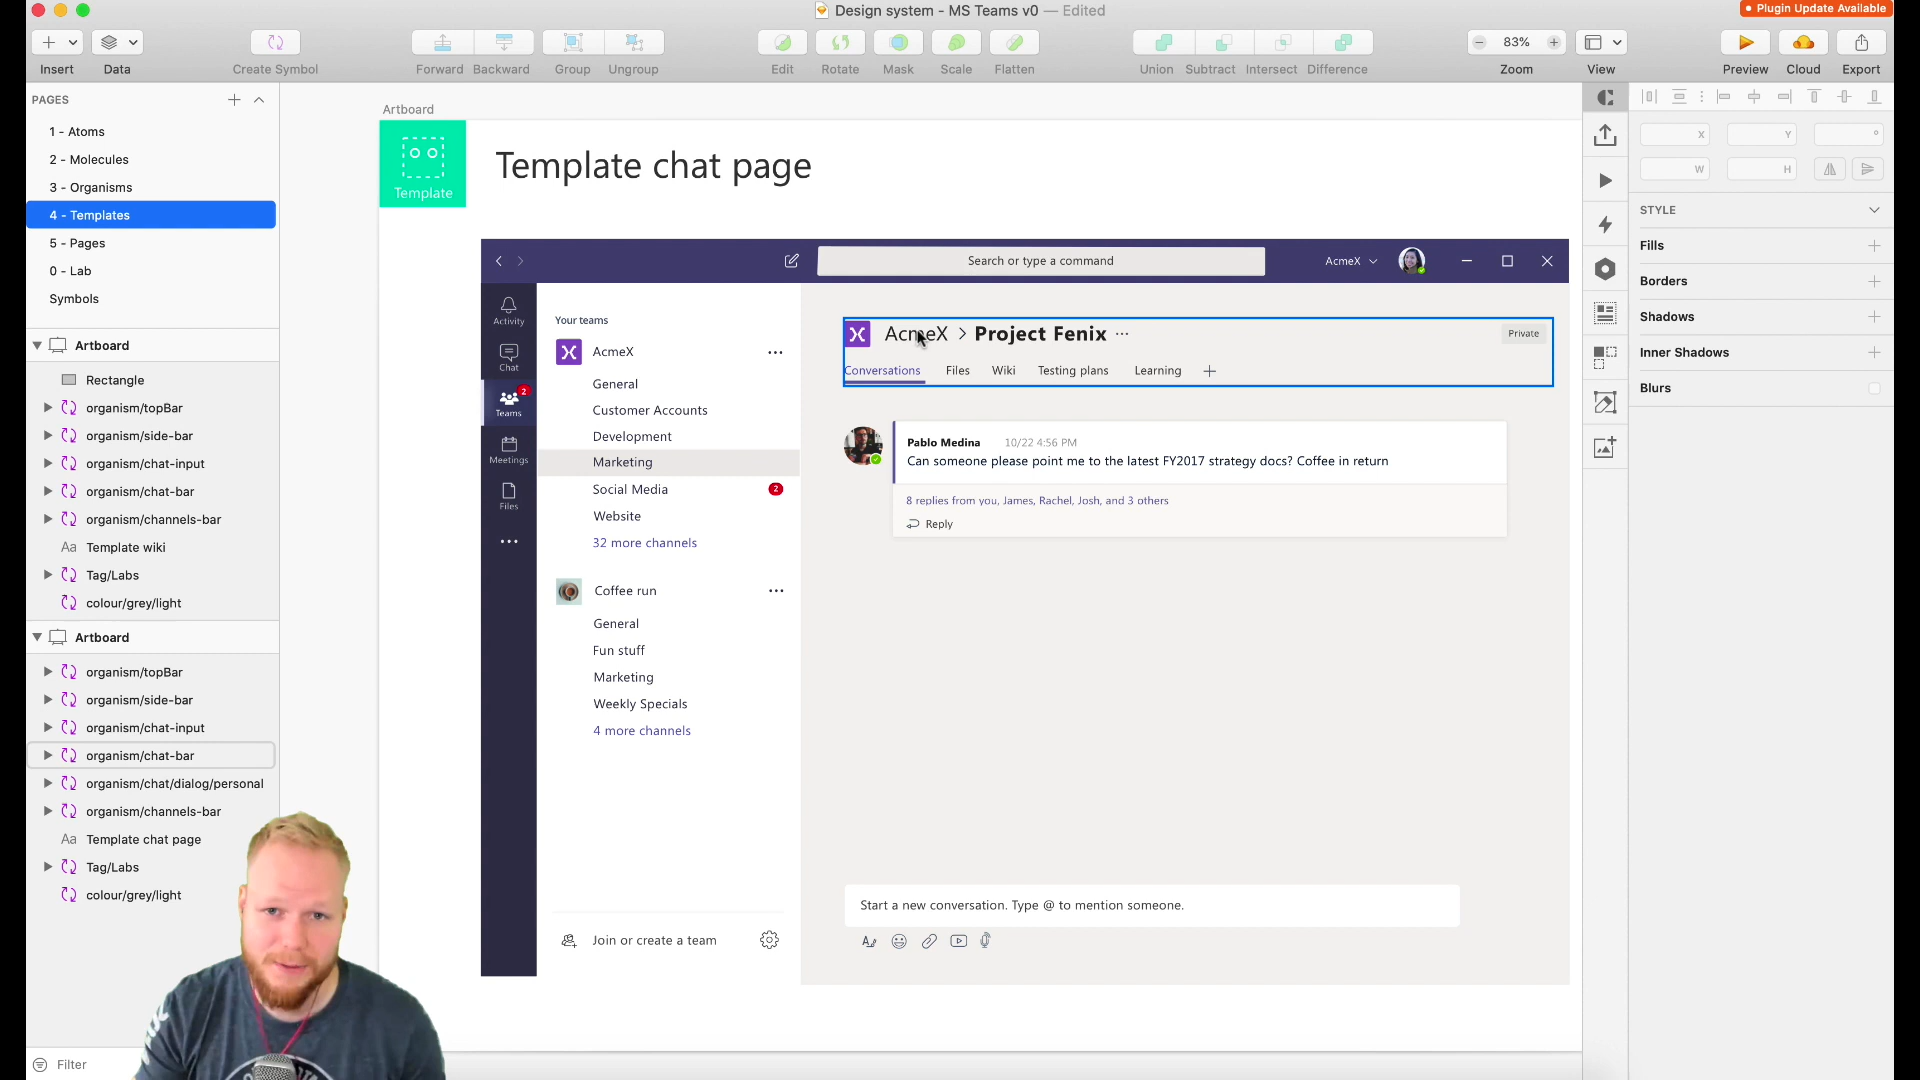 Design system - MS Teams v0 — Edited
Plugin Update Available
83%
Insert
Data
Create Symbol
Forward
Backward
Group
Ungroup
Edit
Rotate
Mask
Scale
Flatten
Union
Subtract
Intersect
Difference
Zoom
View
Preview
Cloud
Export
PAGES
1 - Atoms
2 - Molecules
3 - Organisms
4 - Templates
5 - Pages
0 - Lab
Symbols
Artboard
Rectangle
organism/topBar
organism/side-bar
organism/chat-input
organism/chat-bar
organism/channels-bar
Aa Template wiki
Tag/Labs
colour/grey/light
Artboard
organism/topBar
organism/side-bar
organism/chat-input
organism/chat-bar
organism/chat/dialog/personal
organism/channels-bar
Aa Template chat page
Tag/Labs
colour/grey/light
Filter
Artboard
Template
Template chat page
Search or type a command
AcmeX
Activity
Chat
2
Teams
Meetings
Files
Your teams
AcmeX
General
Customer Accounts
Development
Marketing
Social Media 2
Website
32 more channels
Coffee run
General
Fun stuff
Marketing
Weekly Specials
4 more channels
Join or create a team
AcmeX > Project Fenix ...
Private
Conversations Files Wiki Testing plans Learning
Pablo Medina 10/22 4:56 PM
Can someone please point me to the latest FY2017 strategy docs? Coffee in return
8 replies from you, James, Rachel, Josh, and 3 others
Reply
Start a new conversation. Type @ to mention someone.
X
Y
°
W
H
STYLE
Fills
Borders
Shadows
Inner Shadows
Blurs